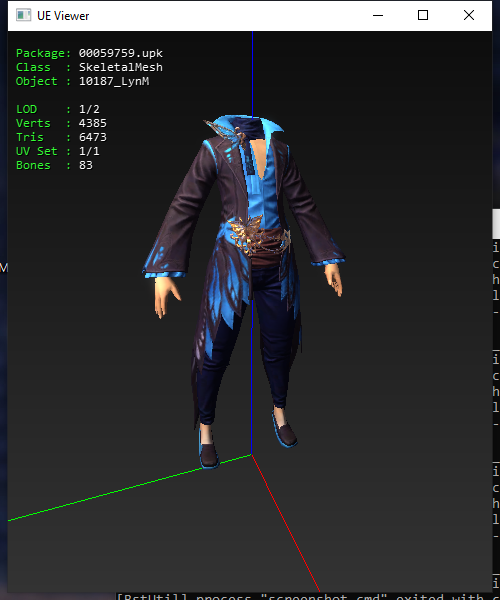 UE Viewer
Package: 00059759.upk
Class : SkeletalMesh
Object : 10187_LynM
LOD : 1/2
Verts : 4385
Tris : 6473
UV Set : 1/1
Bones : 83
M
i
c
h
l
-
i
c
h
l
-
i
c
h
l
-
i
[BstUtil] process "screenshot.cmd" exited with c